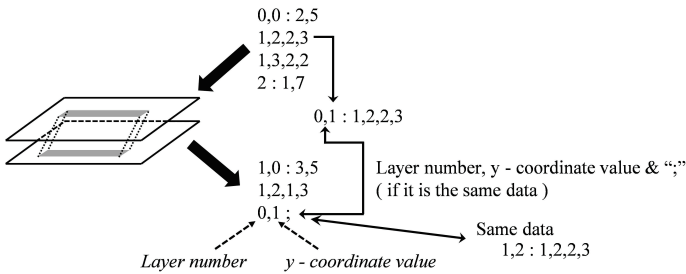 0,0 : 2,5
1,2,2,3
1,3,2,2
2 : 1,7
0,1 : 1,2,2,3
1,0 : 3,5
1,2,1,3
0,1 ;
Layer number, y - coordinate value & “;”
( if it is the same data )
Same data
1,2 : 1,2,2,3
Layer number
y - coordinate value